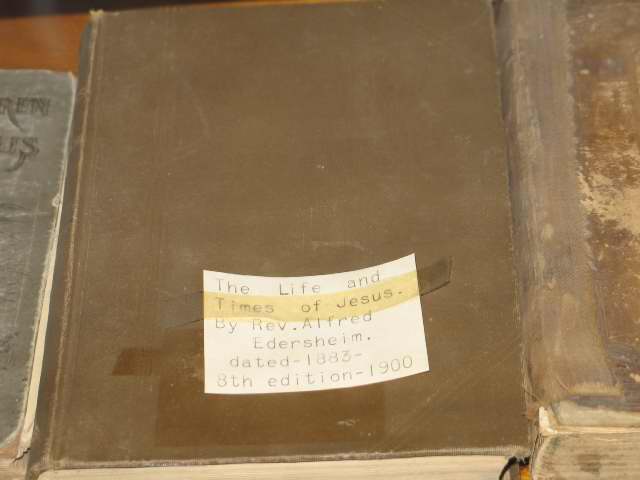 The Life and
Times of Jesus.
By Rev.Alfred
Edersheim.
dated-1883-
8th edition-1900